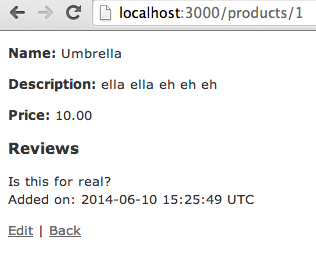 localhost:3000/products/1
Name: Umbrella
Description: ella ella eh eh eh
Price: 10.00
Reviews
Is this for real?
Added on: 2014-06-10 15:25:49 UTC
Edit | Back